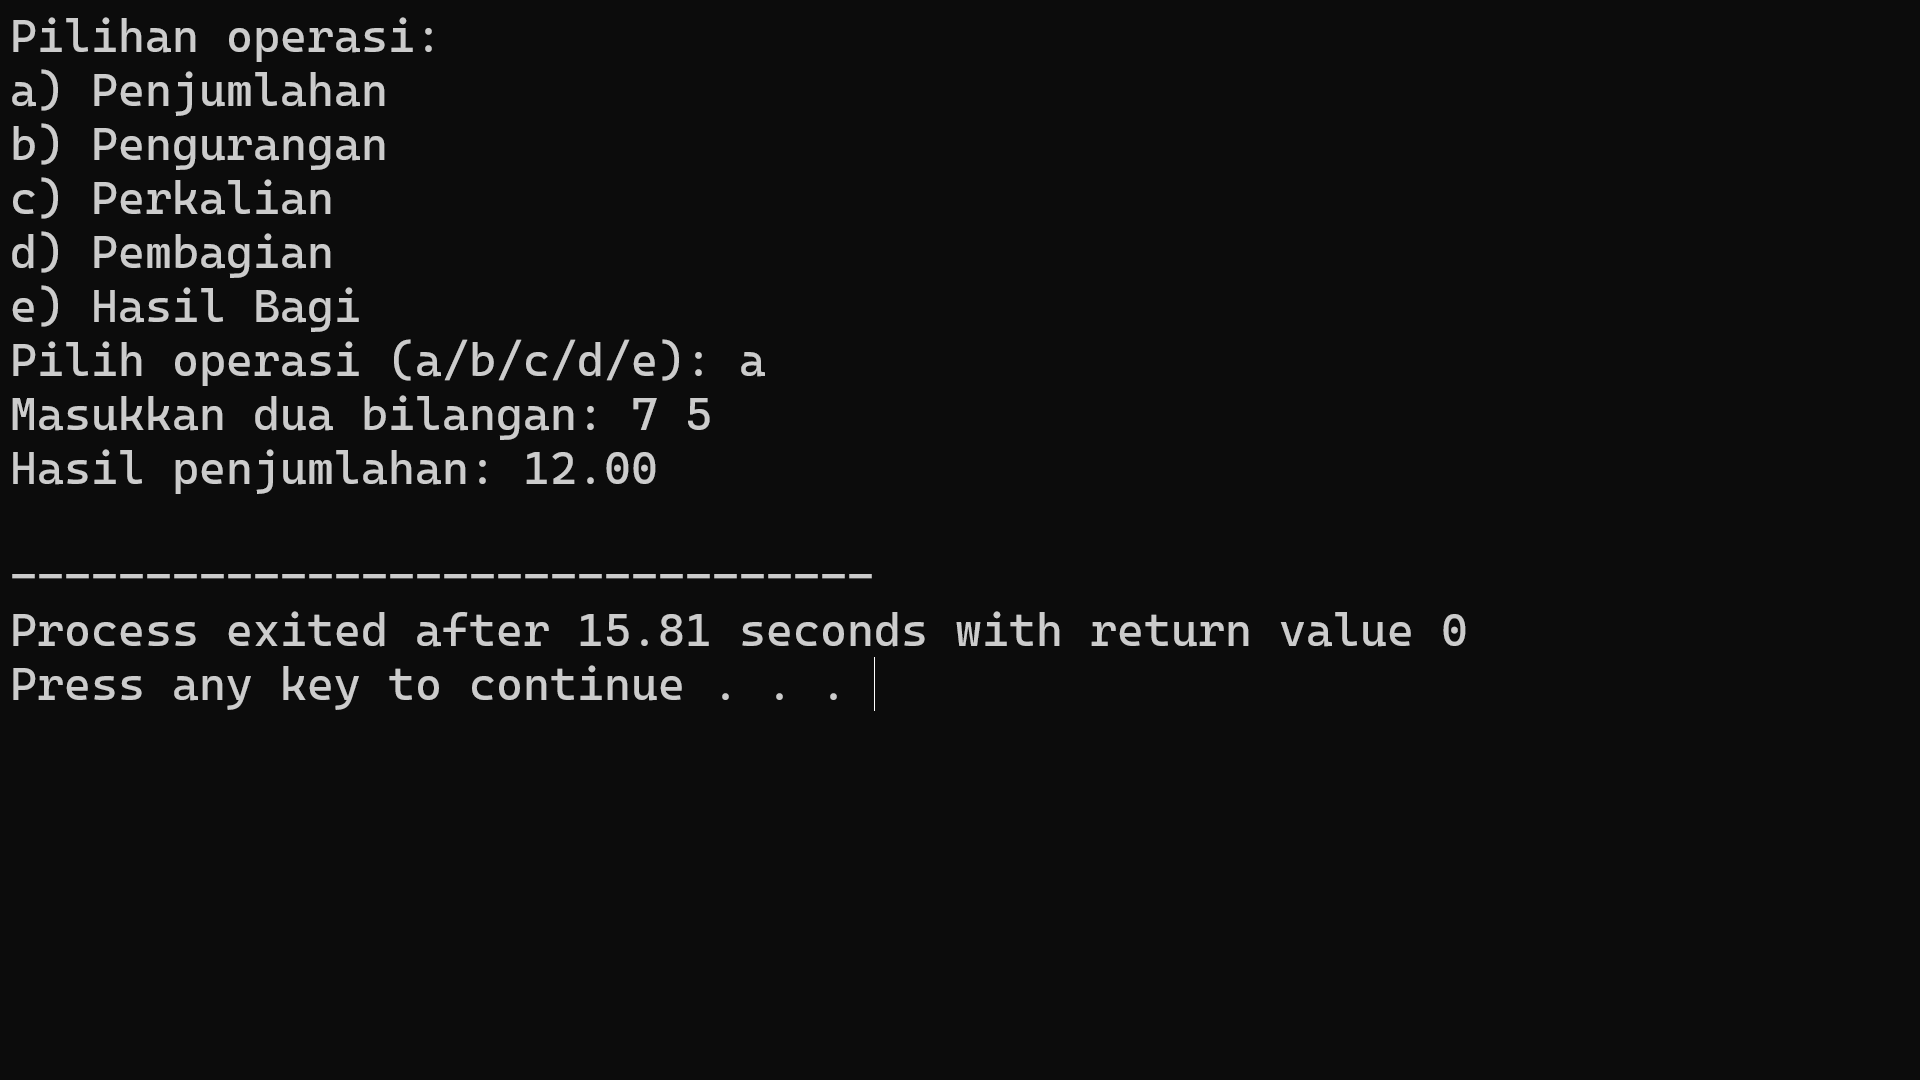 Pilihan operasi:
a) Penjumlahan
b) Pengurangan
c) Perkalian
d) Pembagian
e) Hasil Bagi
Pilih operasi (a/b/c/d/e): a
Masukkan dua bilangan: 7 5
Hasil penjumlahan: 12.00

--------------------------------
Process exited after 15.81 seconds with return value 0
Press any key to continue . . .